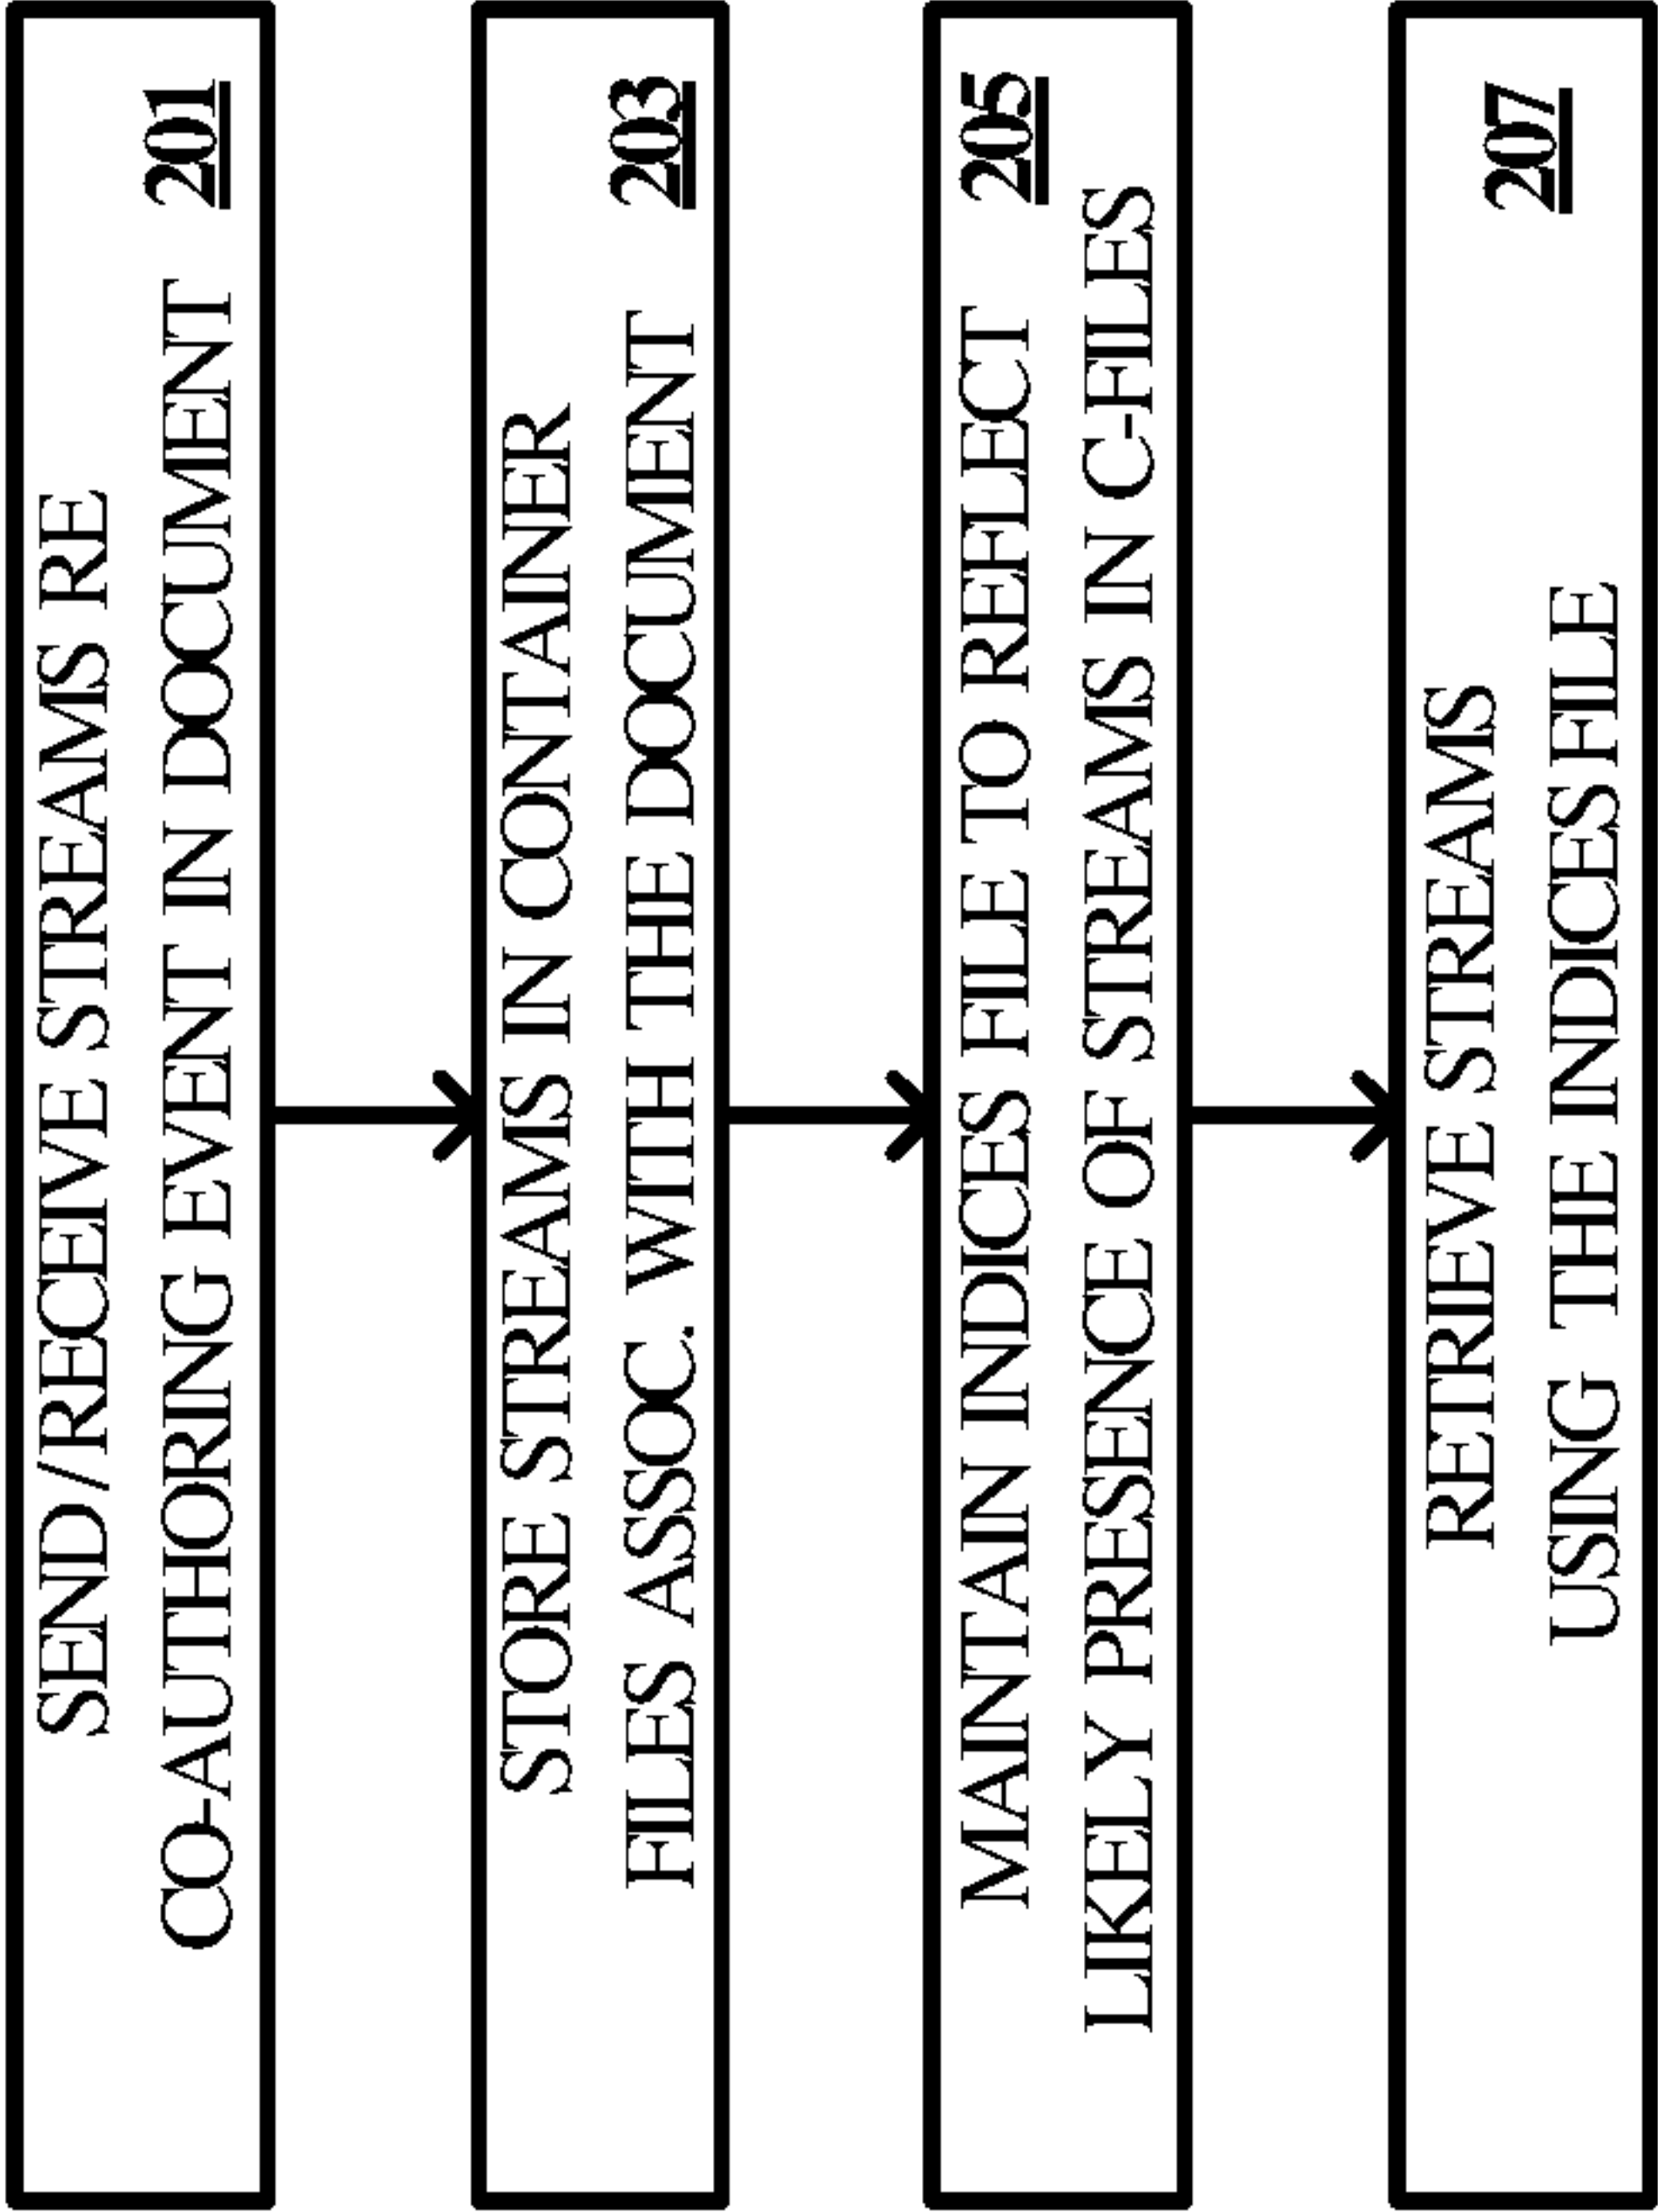 SEND/RECEIVE STREAMS RE
CO-AUTHORING EVENT IN DOCUMENT 201
STORE STREAMS IN CONTAINER
FILES ASSOC. WITH THE DOCUMENT 203
MAINTAIN INDICES FILE TO REFLECT 205
LIKELY PRESENCE OF STREAMS IN C-FILES
RETRIEVE STREAMS
USING THE INDICES FILE 207